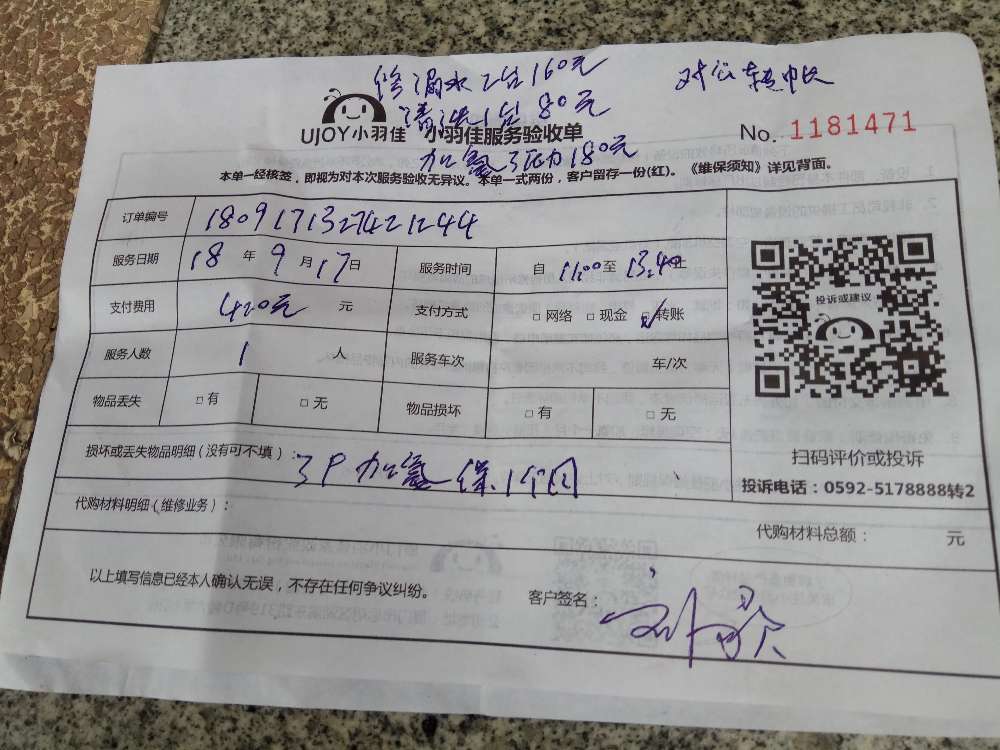 修漏水2台160元
对公转账
清洗1台80元
UJOY小羽佳 小羽佳服务验收单
No. 1181471
加氟3匹180元
本单一经核签，即视为对本次服务验收无异议。本单一式两份，客户留存一份(红)。《维保须知》详见背面。
订单编号 1809171327421244
服务日期 18 年 9 月 17 日 服务时间 自 11:00 至 13:40 止
支付费用 420元 元 支付方式 □ 网络 □ 现金 ☑ 转账
服务人数 1 人 服务车次 车/次
物品丢失 □ 有 □ 无 物品损坏 □ 有 □ 无
投诉或建议
损坏或丢失物品明细（没有可不填）： 3P加氟保1个月
扫码评价或投诉
投诉电话：0592-5178888转2
代购材料明细（维修业务）：
代购材料总额： 元
以上填写信息已经本人确认无误，不存在任何争议纠纷。
客户签名：